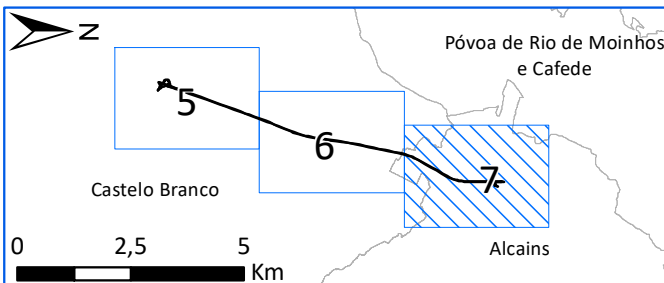 N
Póvoa de Rio de Moinhos
e Cafede
5
6
7
Castelo Branco
Alcains
0 2,5 5
Km